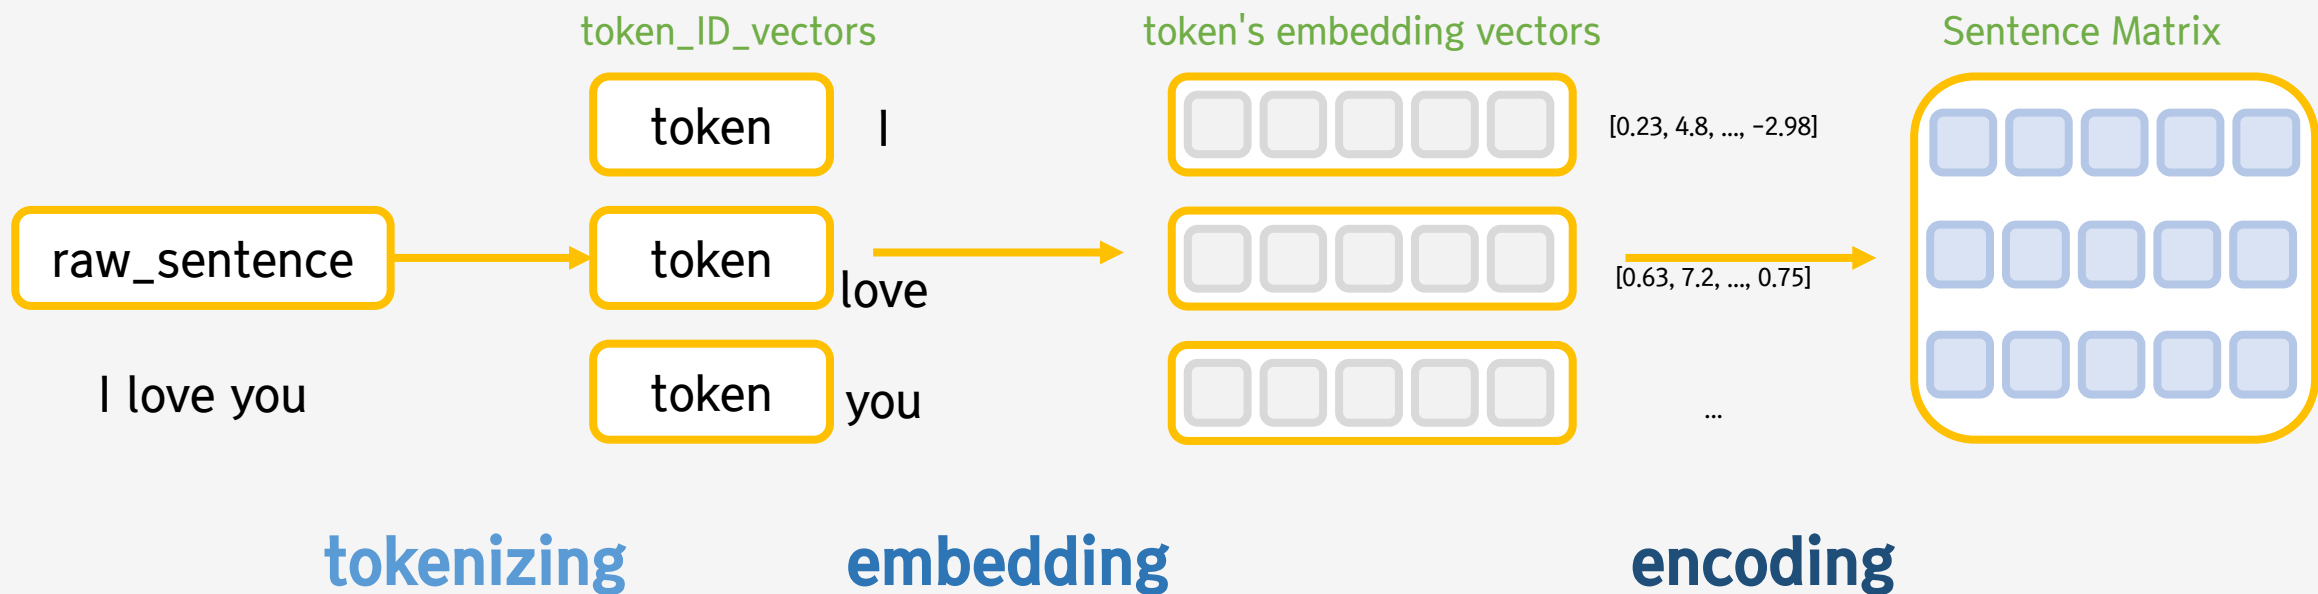 token_ID_vectors
token's embedding vectors
Sentence Matrix
token
I
[0.23, 4.8, ..., -2.98]
raw_sentence
token
love
[0.63, 7.2, ..., 0.75]
I love you
token
you
...
tokenizing
embedding
encoding